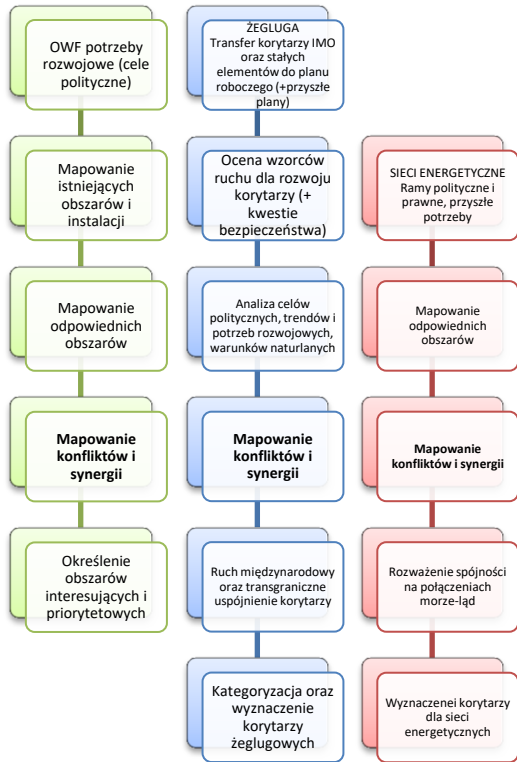 OWF potrzeby
rozwojowe (cele
polityczne)
Mapowanie
istniejących
obszarów i
instalacji
Mapowanie
odpowiednich
obszarów
Mapowanie
konfliktów i
synergii
Określenie
obszarów
interesujących i
priorytetowych
ŻEGLUGA
Transfer korytarzy IMO
oraz stałych
elementów do planu
roboczego (+przyszłe
plany)
Ocena wzorców
ruchu dla rozwoju
korytarzy (+
kwestie
bezpieczeństwa)
Analiza celów
politycznych, trendów i
potrzeb rozwojowych,
warunków naturlanych
Mapowanie
konfliktów i
synergii
Ruch międzynarodowy
oraz transgraniczne
uspójnienie korytarzy
Kategoryzacja oraz
wyznaczenie
korytarzy
żeglugowych
SIECI ENERGETYCZNE
Ramy polityczne i
prawne, przyszłe
potrzeby
Mapowanie
odpowiednich
obszarów
Mapowanie
konfliktów i synergii
Rozważenie spójności
na połączeniach
morze-ląd
Wyznaczenei korytarzy
dla sieci
energetycznych